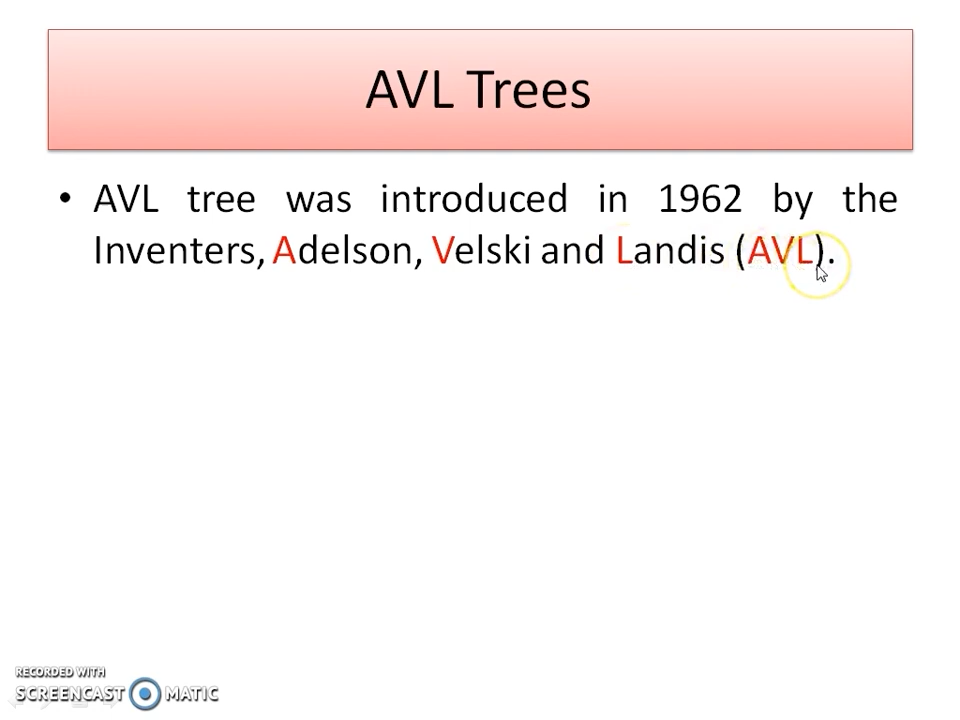 AVL Trees
• AVL tree was introduced in 1962 by the
Inventers, Adelson, Velski and Landis (AVL).
RECORDED WITH
SCREENCAST MATIC